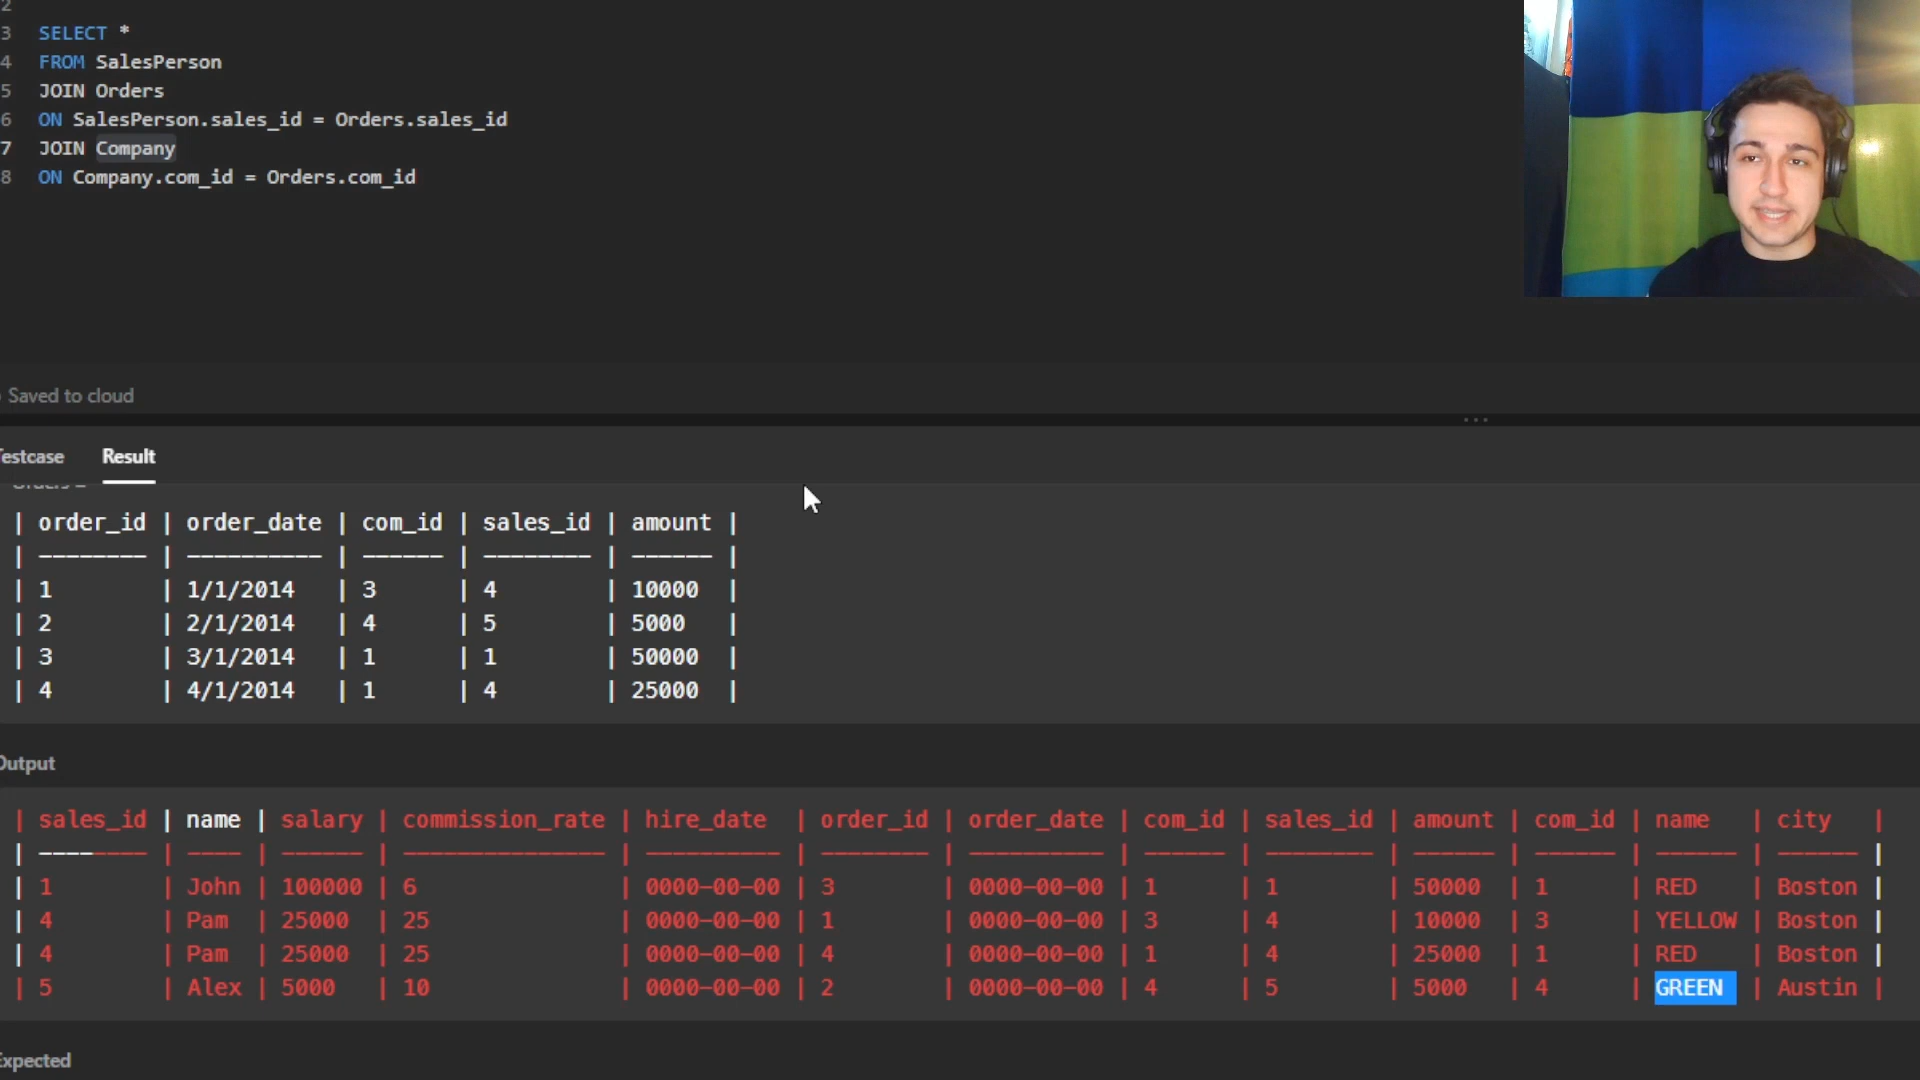 2
3 SELECT *
4 FROM SalesPerson
5 JOIN Orders
6 ON SalesPerson.sales_id = Orders.sales_id
7 JOIN Company
8 ON Company.com_id = Orders.com_id
Saved to cloud
Testcase Result
Orders =
| order_id | order_date | com_id | sales_id | amount |
| -------- | ---------- | ------ | -------- | ------ |
| 1 | 1/1/2014 | 3 | 4 | 10000 |
| 2 | 2/1/2014 | 4 | 5 | 5000 |
| 3 | 3/1/2014 | 1 | 1 | 50000 |
| 4 | 4/1/2014 | 1 | 4 | 25000 |
Output
| sales_id | name | salary | commission_rate | hire_date | order_id | order_date | com_id | sales_id | amount | com_id | name | city |
| -------- | ---- | ------ | --------------- | ---------- | -------- | ---------- | ------ | -------- | ------ | ------ | ------ | ------ |
| 1 | John | 100000 | 6 | 0000-00-00 | 3 | 0000-00-00 | 1 | 1 | 50000 | 1 | RED | Boston |
| 4 | Pam | 25000 | 25 | 0000-00-00 | 1 | 0000-00-00 | 3 | 4 | 10000 | 3 | YELLOW | Boston |
| 4 | Pam | 25000 | 25 | 0000-00-00 | 4 | 0000-00-00 | 1 | 4 | 25000 | 1 | RED | Boston |
| 5 | Alex | 5000 | 10 | 0000-00-00 | 2 | 0000-00-00 | 4 | 5 | 5000 | 4 | GREEN | Austin |
Expected